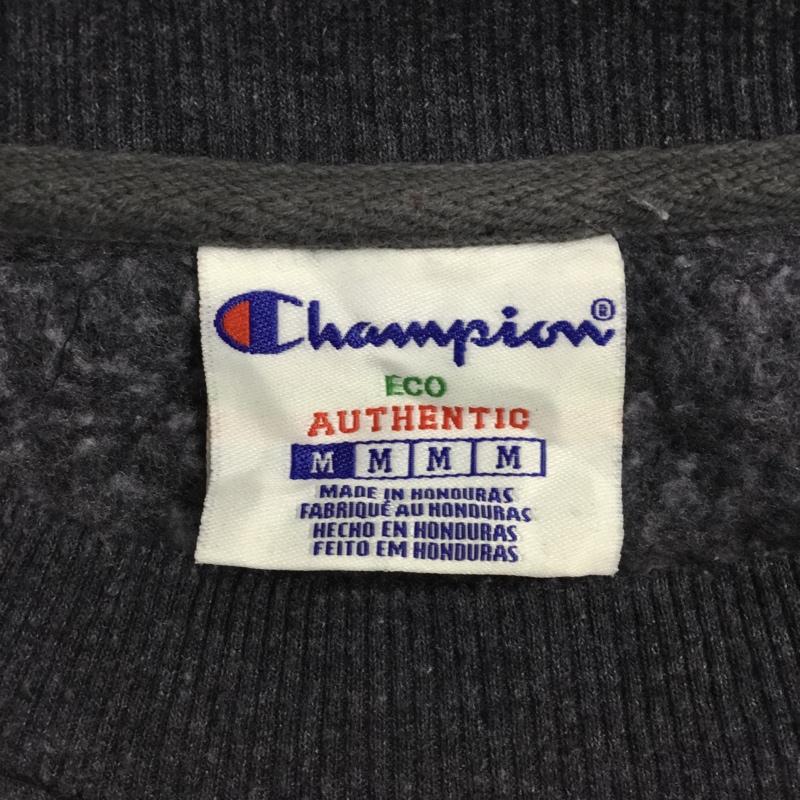 Champion®
ECO
AUTHENTIC
M M M M
MADE IN HONDURAS
FABRIQUÉ AU HONDURAS
HECHO EN HONDURAS
FEITO EM HONDURAS